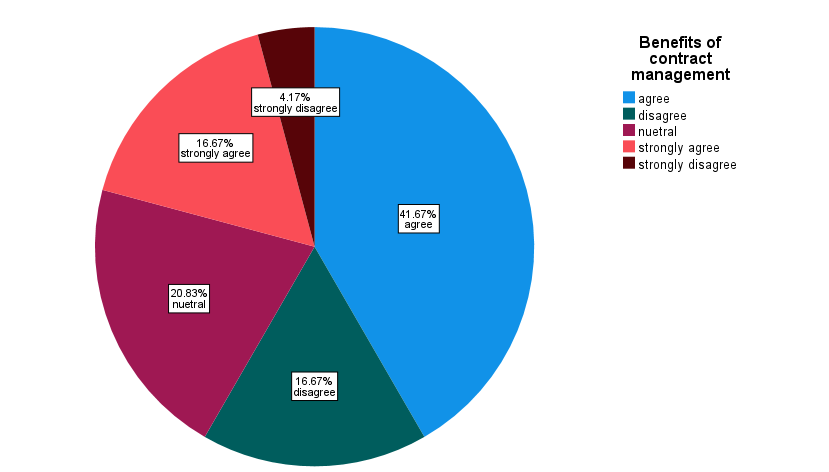 Benefits of
contract
management
agree
disagree
nuetral
strongly agree
strongly disagree
4.17%
strongly disagree
16.67%
strongly agree
41.67%
agree
20.83%
nuetral
16.67%
disagree